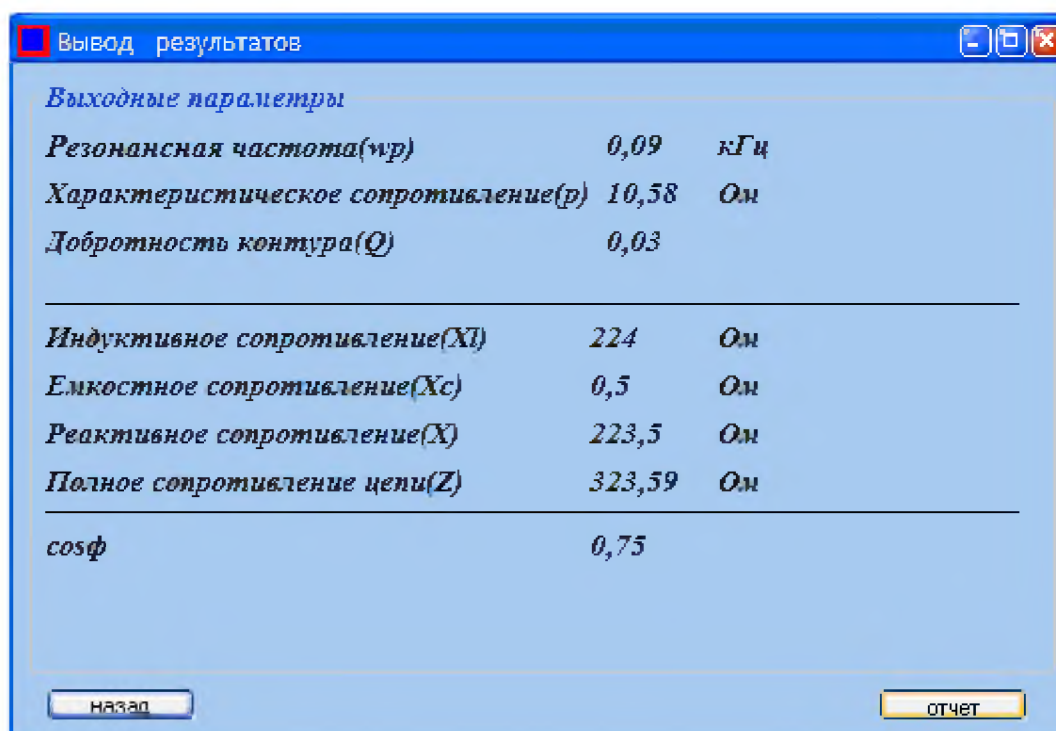 Вывод результатов
Выходные параметры
Резонансная частота(wp) 0,09 кГц
Характеристическое сопротивление(p) 10,58 Ом
Добротность контура(Q) 0,03
Индуктивное сопротивление(Xl) 224 Ом
Емкостное сопротивление(Xc) 0,5 Ом
Реактивное сопротивление(X) 223,5 Ом
Полное сопротивление цепи(Z) 323,59 Ом
cosф 0,75
назад отчет